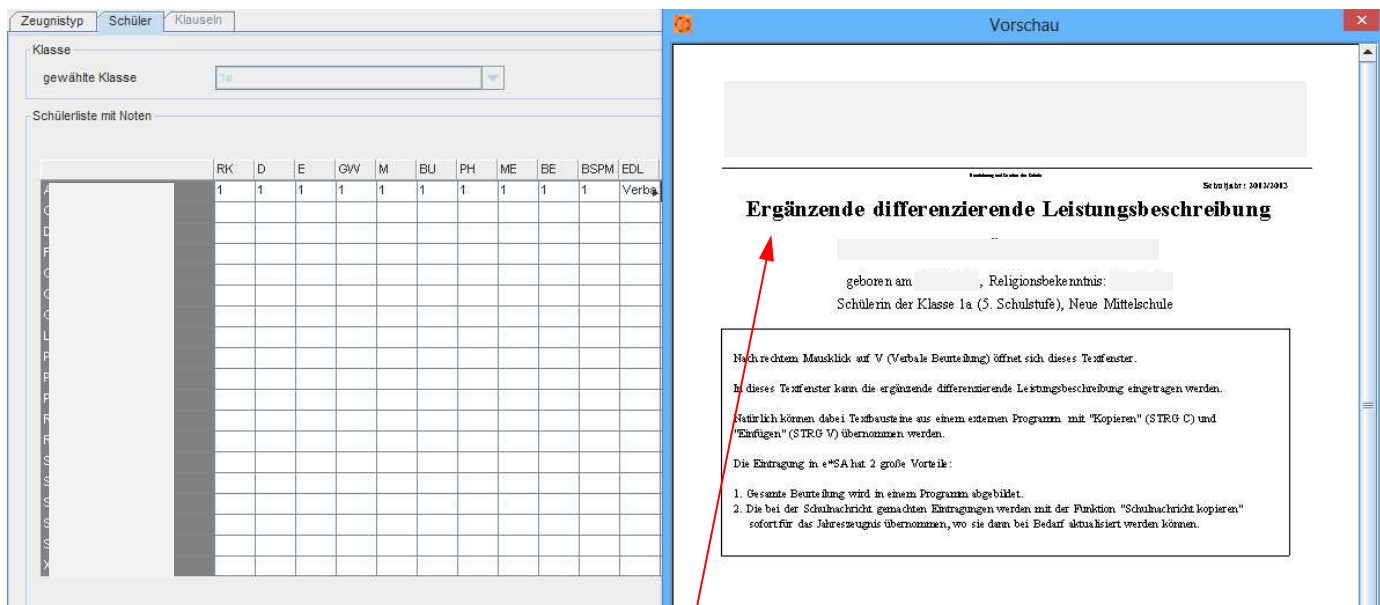 Zeugnistyp Schüler Klauseln
Klasse
gewählte Klasse 1a
Schülerliste mit Noten
RK D E GW M BU PH ME BE BSPM EDL
A 1 1 1 1 1 1 1 1 1 1 Verba
Vorschau
Schuljahr: 2012/2013
Ergänzende differenzierende Leistungsbeschreibung
geboren am , Religionsbekenntnis:
Schülerin der Klasse 1a (5. Schulstufe), Neue Mittelschule
Nach rechtem Mausklick auf V (Verbale Beurteilung) öffnet sich dieses Textfenster.
In dieses Textfenster kann die ergänzende differenzierende Leistungsbeschreibung eingetragen werden.
Natürlich können dabei Textbausteine aus einem externen Programm mit "Kopieren" (STRG C) und
"Einfügen" (STRG V) übernommen werden.
Die Eintragung in e*SA hat 2 große Vorteile:
1. Gesamte Beurteilung wird in einem Programm abgebildet.
2. Die bei der Schulnachricht gemachten Eintragungen werden mit der Funktion "Schulnachricht kopieren"
sofort für das Jahreszeugnis übernommen, wo sie dann bei Bedarf aktualisiert werden können.